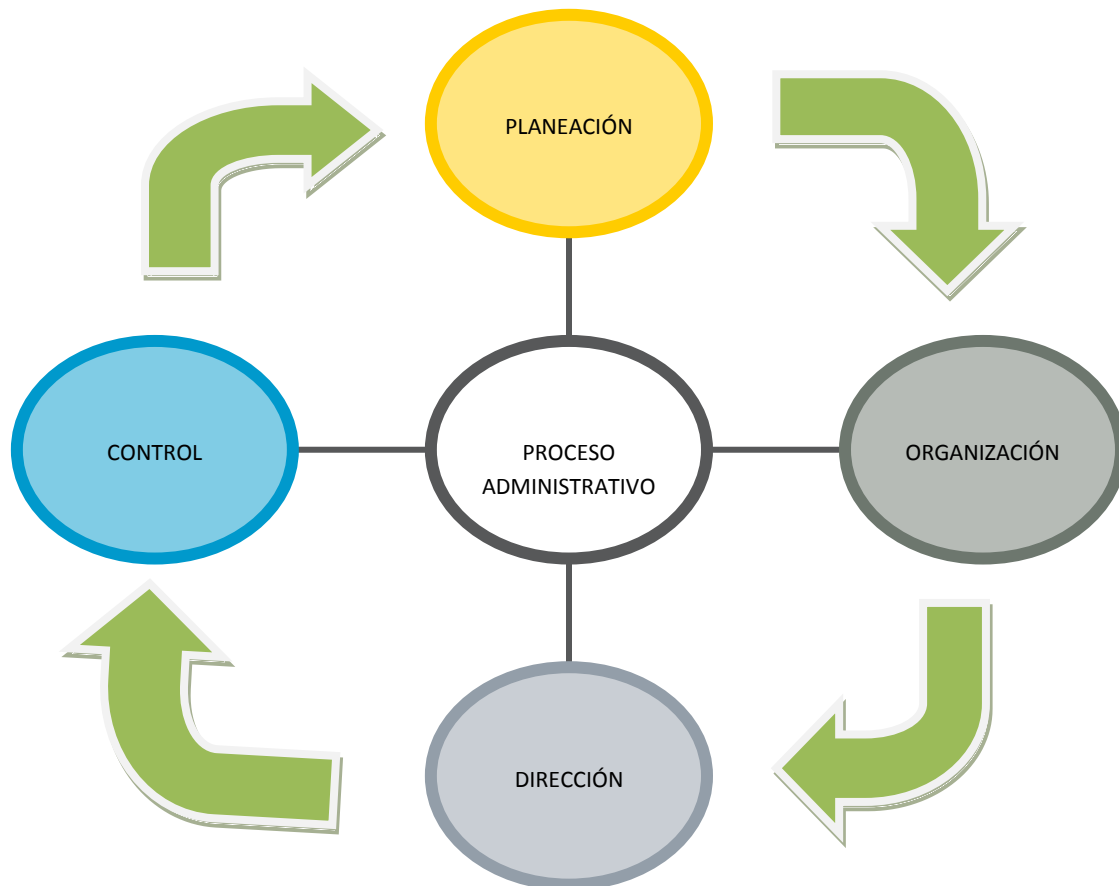 PLANEACIÓN
CONTROL
PROCESO
ADMINISTRATIVO
ORGANIZACIÓN
DIRECCIÓN